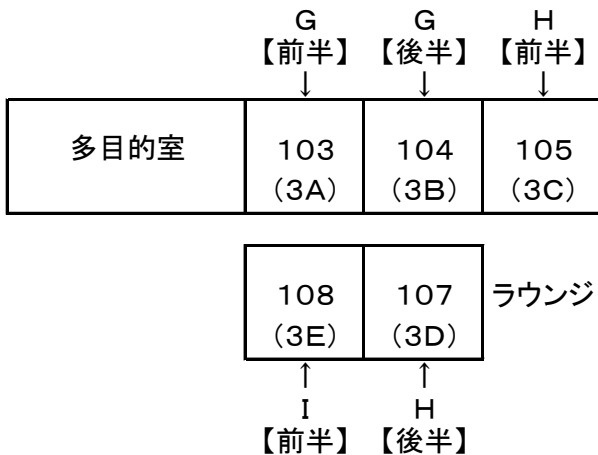 G G H
【前半】 【後半】 【前半】
↓ ↓ ↓
多目的室 103 104 105
(3A) (3B) (3C)
108 107 ラウンジ
(3E) (3D)
↑ ↑
I H
【前半】 【後半】